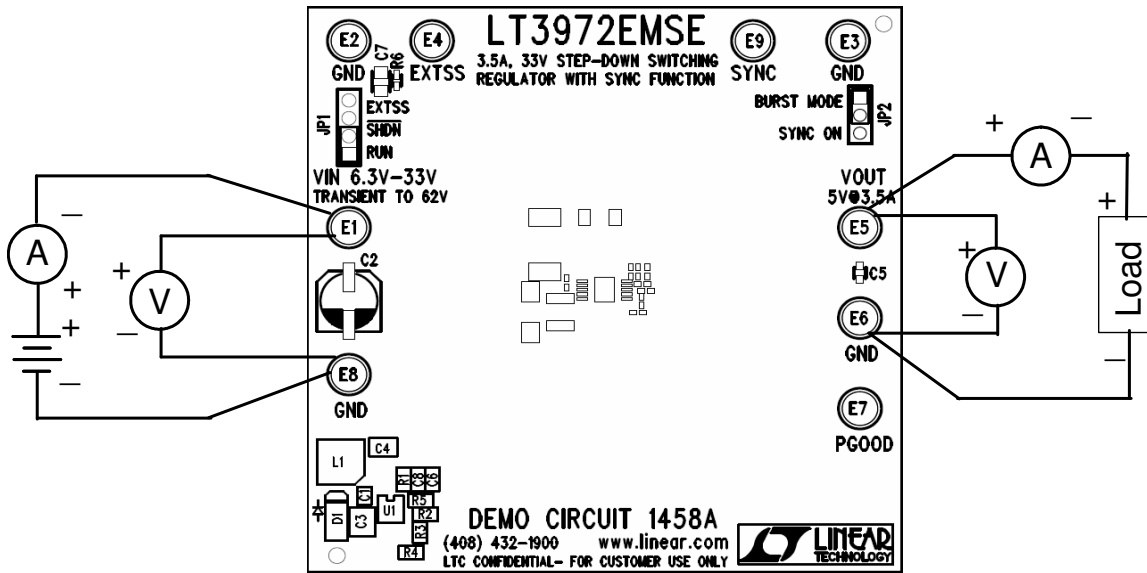 LT3972EMSE
3.5A, 33V STEP-DOWN SWITCHING
REGULATOR WITH SYNC FUNCTION
E2
GND
E4
EXTSS
C7
R6
E9
SYNC
E3
GND
JP1
EXTSS
SHDN
RUN
BURST MODE
SYNC ON
JP2
VIN 6.3V-33V
TRANSIENT TO 62V
VOUT
5V@3.5A
E1
C2
E8
GND
E5
C5
E6
GND
E7
PGOOD
− A +
+ V −
+ −
+ A −
+ V −
+ Load −
L1
C4
D1
C1
C3
U1
R1
C8
C6
R5
R2
R3
R4
DEMO CIRCUIT 1458A
(408) 432-1900 www.linear.com
LTC CONFIDENTIAL- FOR CUSTOMER USE ONLY
LT LINEAR
TECHNOLOGY